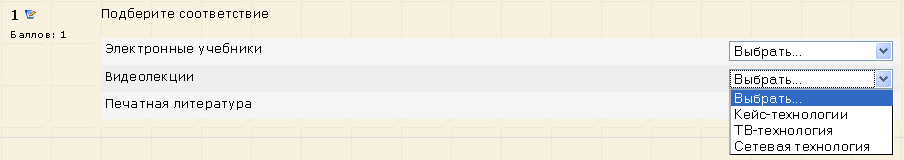 1 Подберите соответствие
Баллов: 1
Электронные учебники Выбрать...
Видеолекции Выбрать...
Выбрать...
Печатная литература
Кейс-технологии
ТВ-технология
Сетевая технология